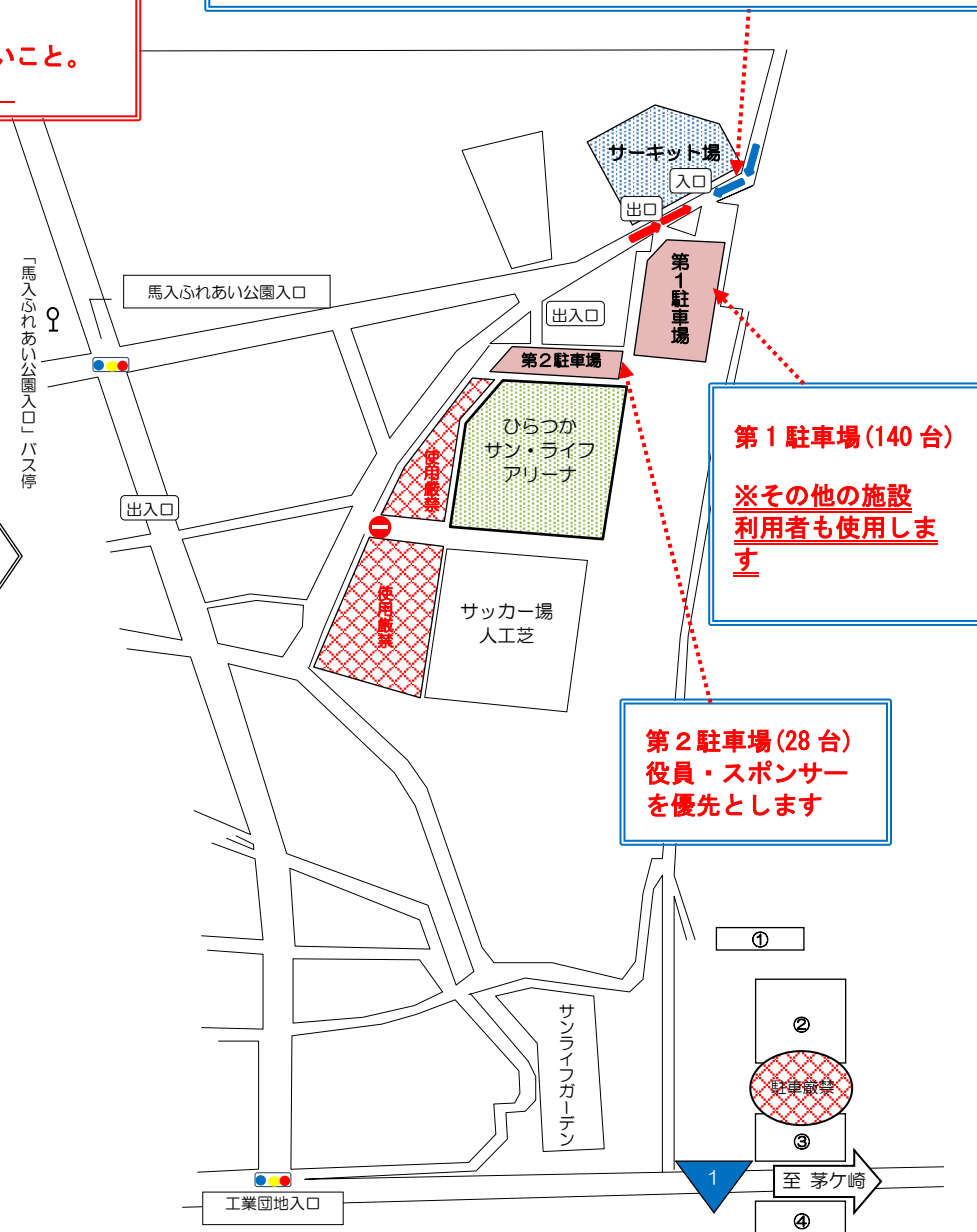 いこと。
サーキット場
入口
出口
第1駐車場
「馬入ふれあい公園入口」バス停
馬入ふれあい公園入口
出入口
第2駐車場
使用厳禁
ひらつか
サン・ライフ
アリーナ
第1駐車場(140台)
※その他の施設
利用者も使用しま
す
出入口
使用厳禁
サッカー場
人工芝
第2駐車場(28台)
役員・スポンサー
を優先とします
①
②
駐車厳禁
③
サンライフガーデン
1
至 茅ケ崎
工業団地入口
④